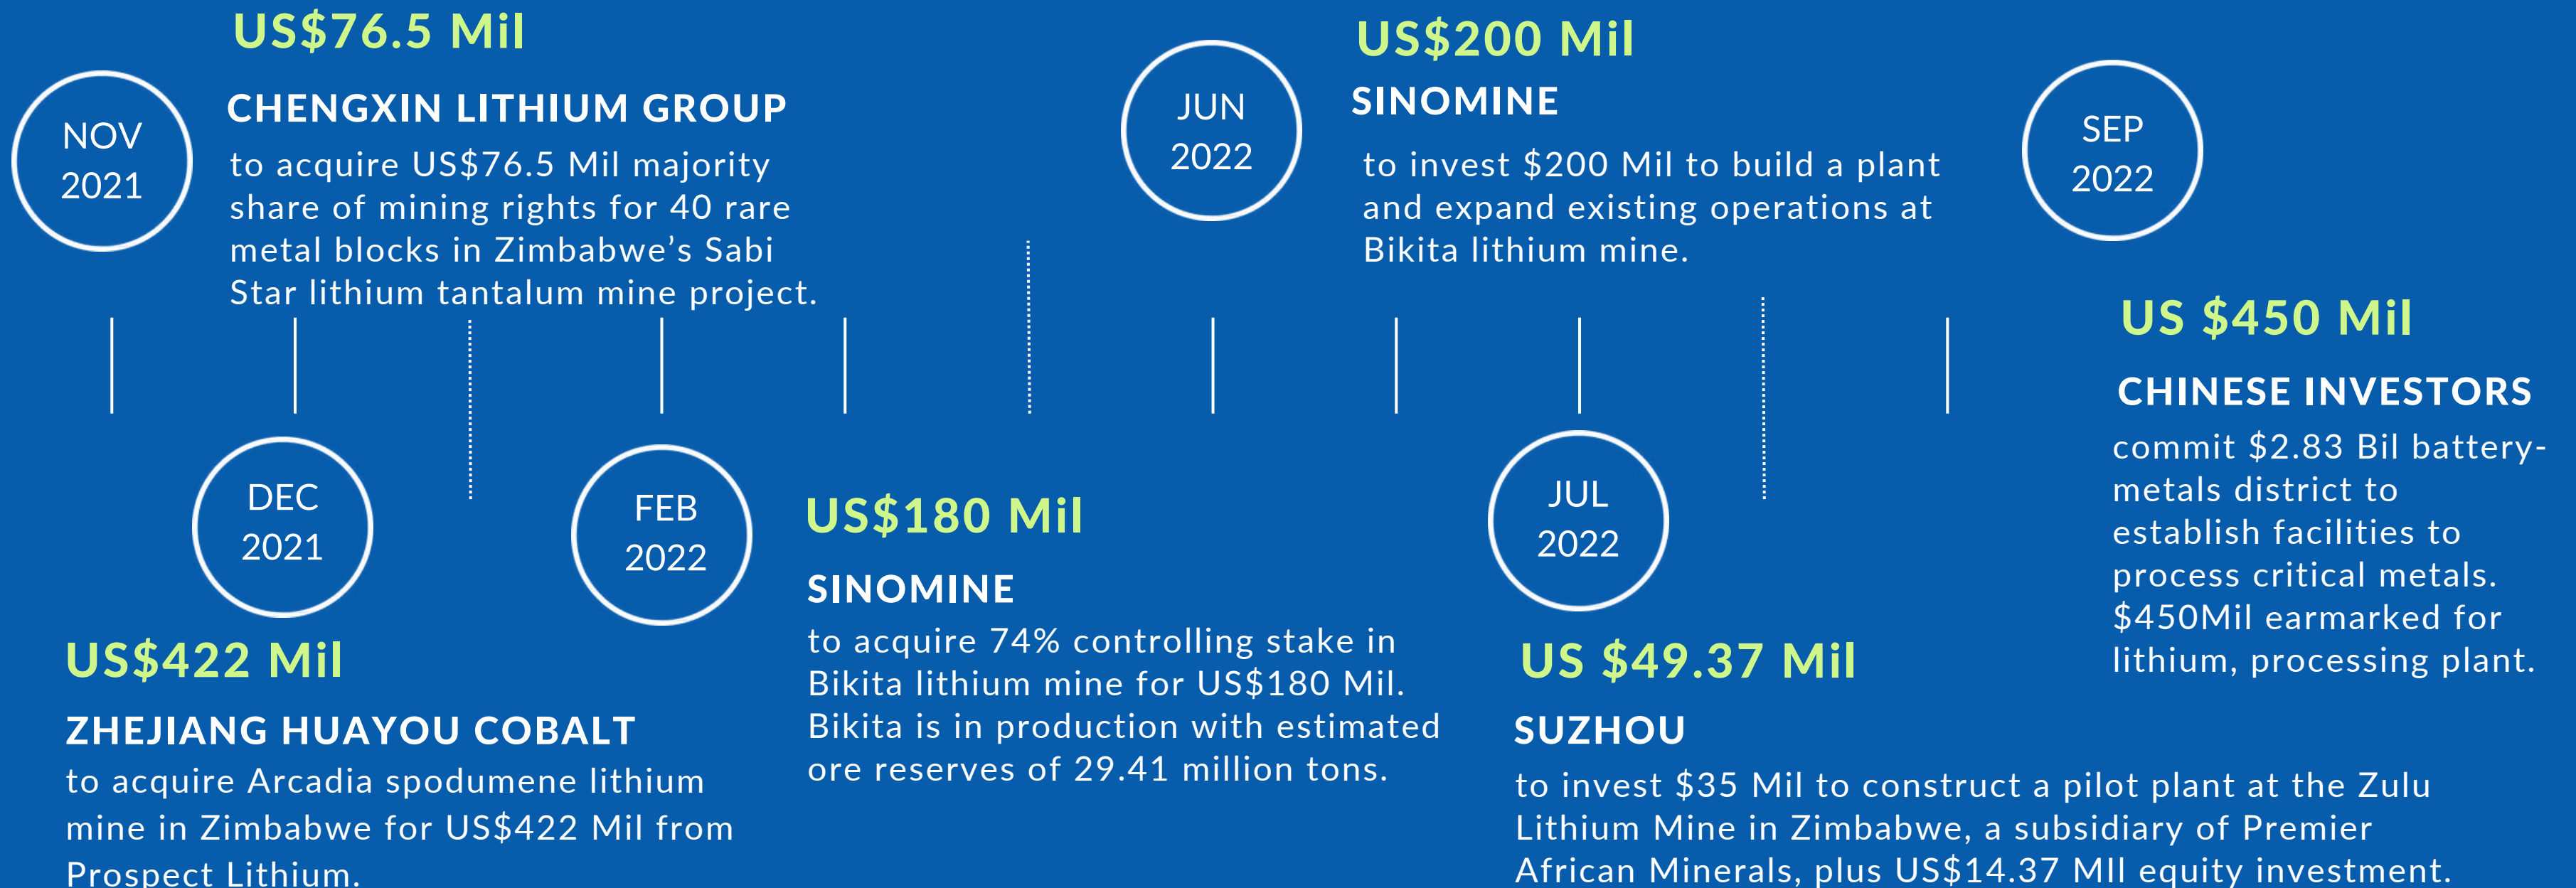 NOV
2021
US$76.5 Mil
CHENGXIN LITHIUM GROUP
to acquire US$76.5 Mil majority
share of mining rights for 40 rare
metal blocks in Zimbabwe’s Sabi
Star lithium tantalum mine project.
DEC
2021
US$422 Mil
ZHEJIANG HUAYOU COBALT
to acquire Arcadia spodumene lithium
mine in Zimbabwe for US$422 Mil from
Prospect Lithium.
FEB
2022
US$180 Mil
SINOMINE
to acquire 74% controlling stake in
Bikita lithium mine for US$180 Mil.
Bikita is in production with estimated
ore reserves of 29.41 million tons.
JUN
2022
US$200 Mil
SINOMINE
to invest $200 Mil to build a plant
and expand existing operations at
Bikita lithium mine.
JUL
2022
US $49.37 Mil
SUZHOU
to invest $35 Mil to construct a pilot plant at the Zulu
Lithium Mine in Zimbabwe, a subsidiary of Premier
African Minerals, plus US$14.37 MIl equity investment.
SEP
2022
US $450 Mil
CHINESE INVESTORS
commit $2.83 Bil battery-
metals district to
establish facilities to
process critical metals.
$450Mil earmarked for
lithium, processing plant.